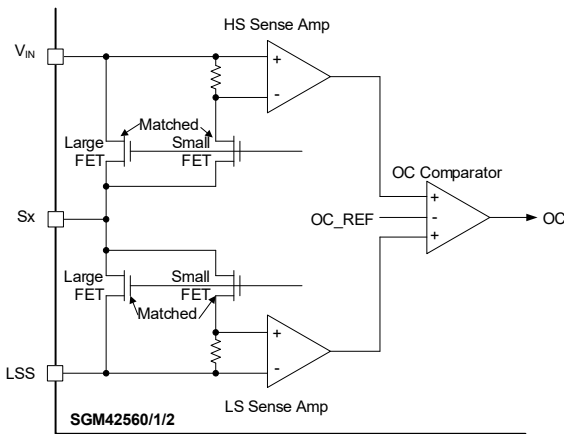 HS Sense Amp
VIN
+
-
Matched
Large
FET
Small
FET
OC Comparator
Sx
OC_REF
+
-
+
OC
Large
FET
Small
FET
Matched
+
-
LSS
LS Sense Amp
SGM42560/1/2